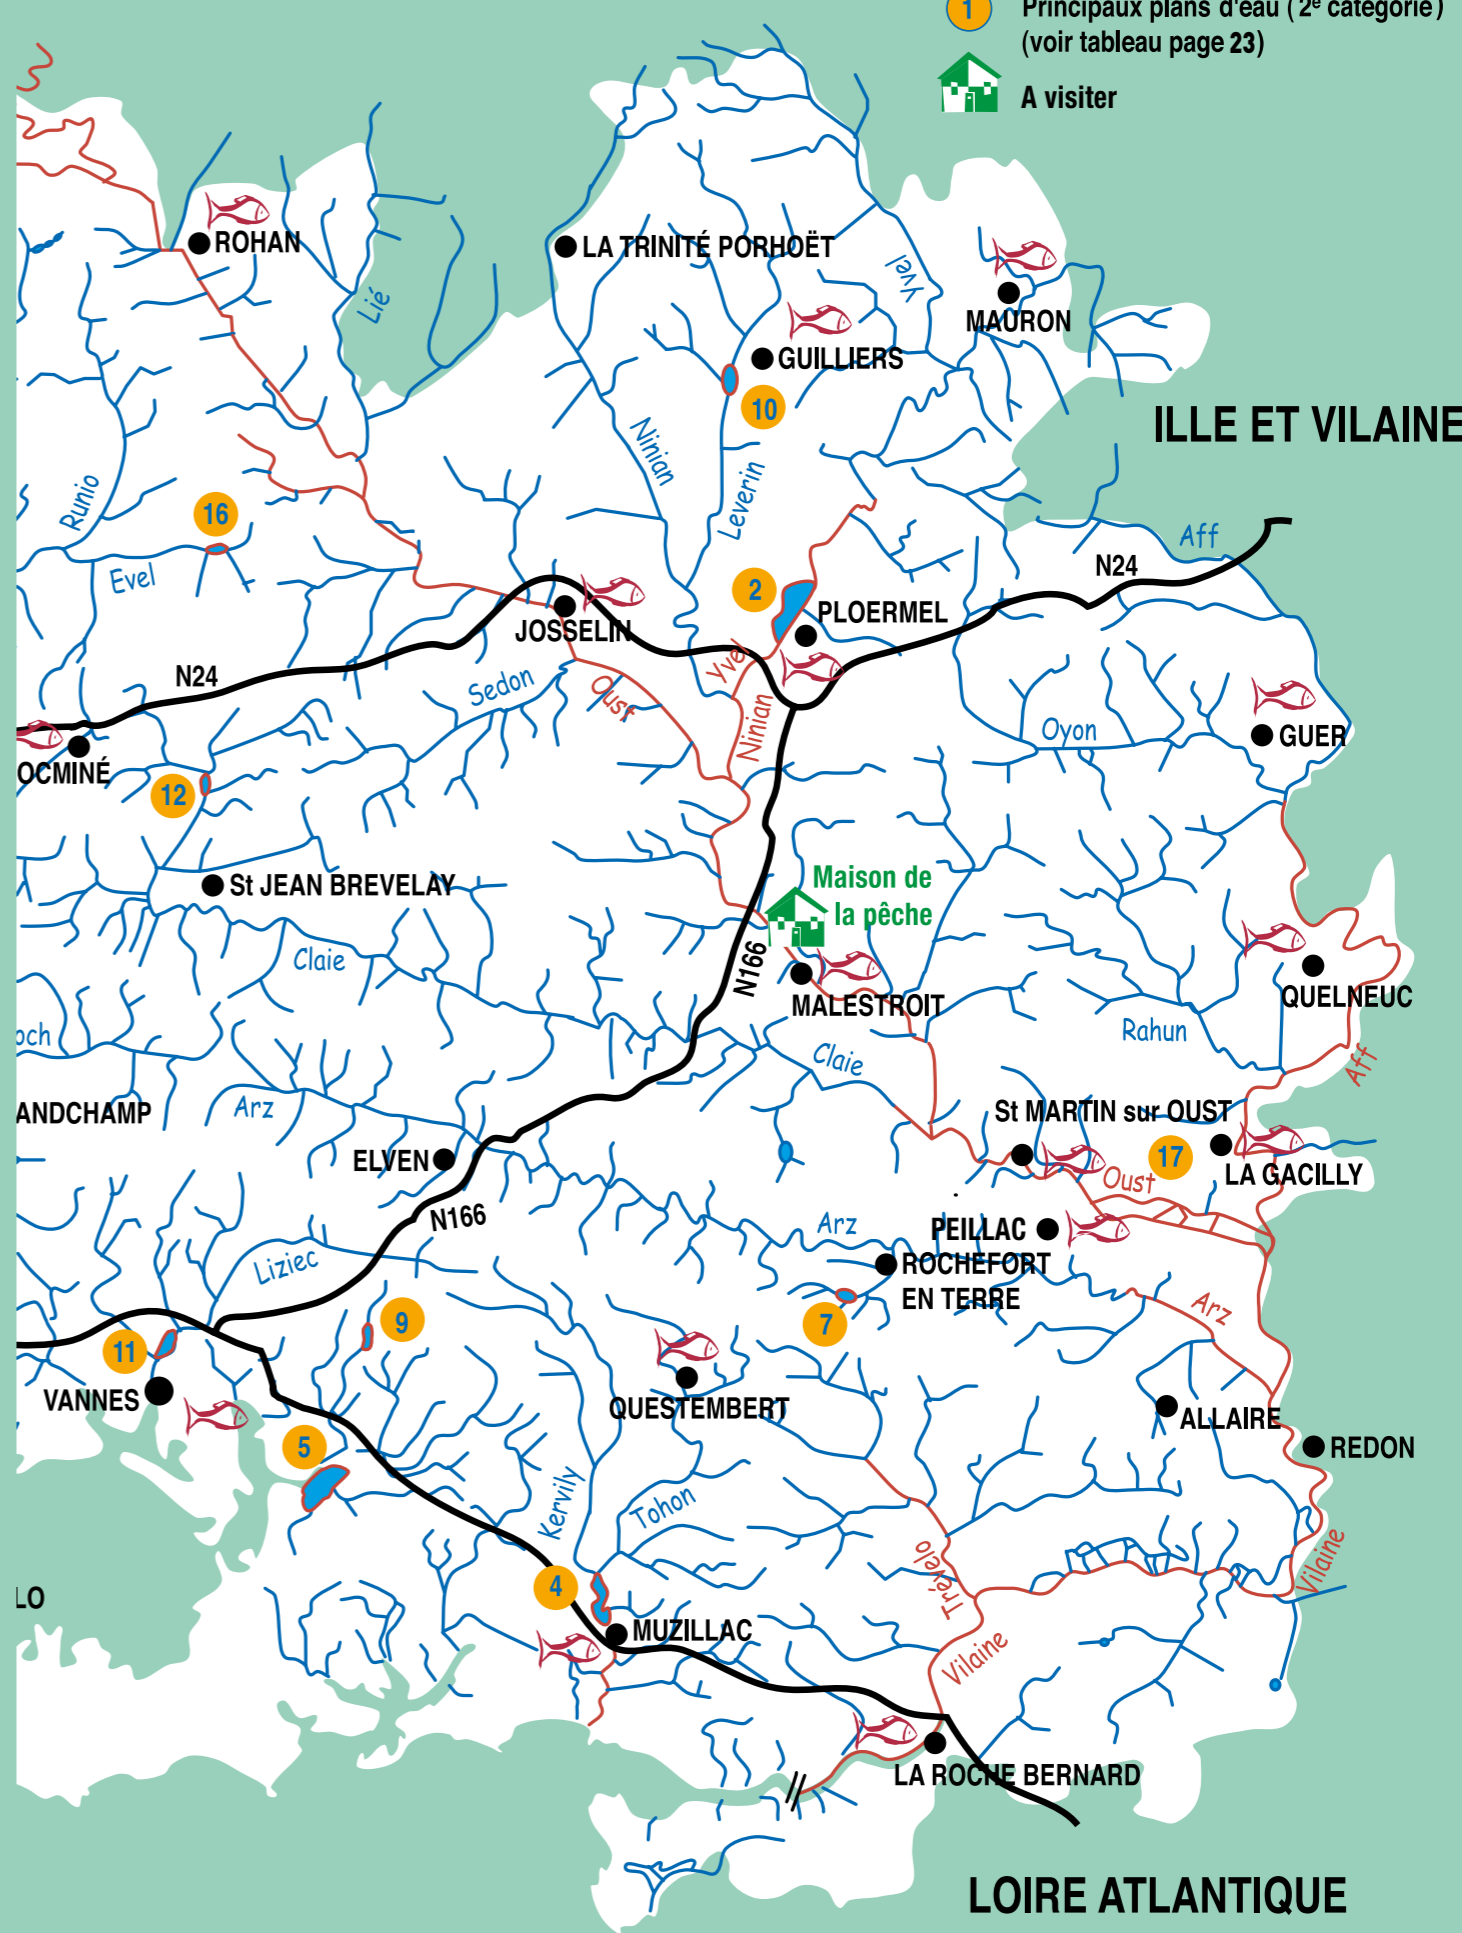 1 Principaux plans d'eau ( 2e catégorie )
(voir tableau page 23)
A visiter
ROHAN
LA TRINITÉ PORHOËT
Yvel
MAURON
Lié
GUILLIERS
10
ILLE ET VILAINE
Ninian
Leverin
Runio
16
Aff
Evel
N24
2
PLOERMEL
JOSSELIN
Yvel
N24
Sedon
Oust
Ninian
Oyon
GUER
OCMINÉ
12
Maison de
la pêche
St JEAN BREVELAY
Claie
N166
MALESTROIT
QUELNEUC
Rahun
och
Claie
Aff
ANDCHAMP
Arz
St MARTIN sur OUST
ELVEN
17
LA GACILLY
Oust
N166
Arz
PEILLAC
Liziec
ROCHEFORT
EN TERRE
Arz
9
7
11
VANNES
QUESTEMBERT
ALLAIRE
5
REDON
Kervily
Tohon
Trévelo
Vilaine
4
LO
MUZILLAC
Vilaine
LA ROCHE BERNARD
LOIRE ATLANTIQUE